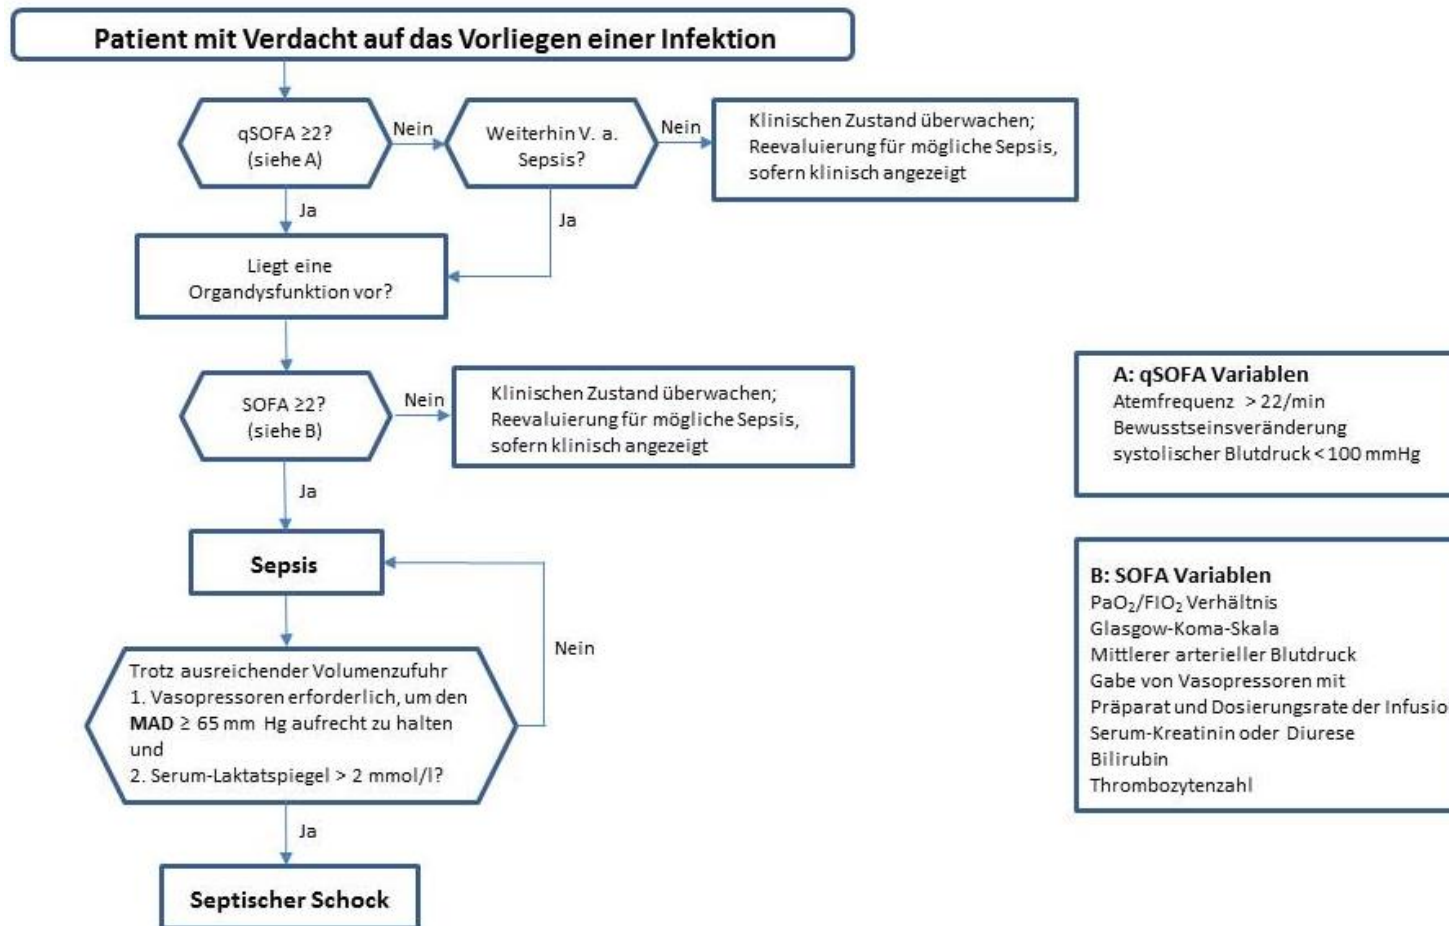 Patient mit Verdacht auf das Vorliegen einer Infektion
qSOFA ≥2?
(siehe A)
Nein
Weiterhin V. a.
Sepsis?
Nein
Klinischen Zustand überwachen;
Reevaluierung für mögliche Sepsis,
sofern klinisch angezeigt
Ja
Ja
Liegt eine
Organdysfunktion vor?
SOFA ≥2?
(siehe B)
Nein
Klinischen Zustand überwachen;
Reevaluierung für mögliche Sepsis,
sofern klinisch angezeigt
Ja
Sepsis
Nein
Trotz ausreichender Volumenzufuhr
1. Vasopressoren erforderlich, um den
MAD ≥ 65 mm Hg aufrecht zu halten
und
2. Serum-Laktatspiegel > 2 mmol/l?
Ja
Septischer Schock
A: qSOFA Variablen
Atemfrequenz > 22/min
Bewusstseinsveränderung
systolischer Blutdruck < 100 mmHg
B: SOFA Variablen
PaO₂/FIO₂ Verhältnis
Glasgow-Koma-Skala
Mittlerer arterieller Blutdruck
Gabe von Vasopressoren mit
Präparat und Dosierungsrate der Infusio
Serum-Kreatinin oder Diurese
Bilirubin
Thrombozytenzahl